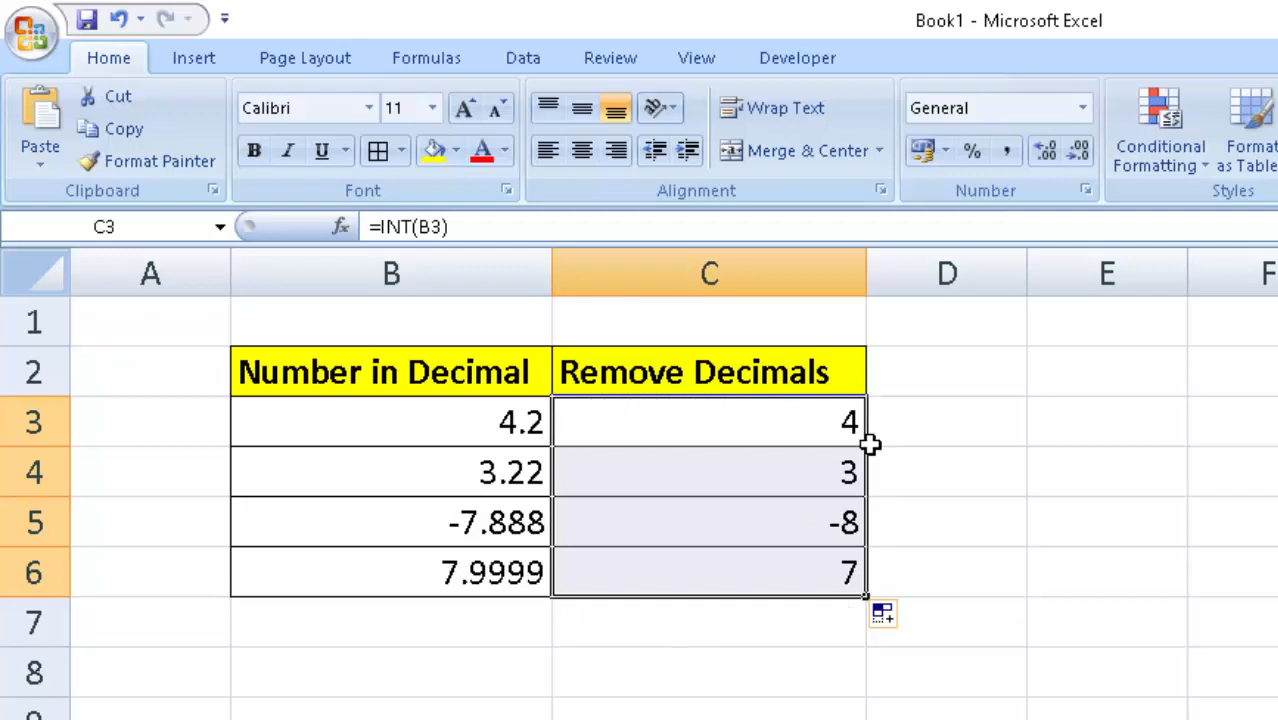 Book1 - Microsoft Excel
Home Insert Page Layout Formulas Data Review View Developer
Paste
Cut
Copy
Format Painter
Clipboard
Calibri 11
B I U
Font
Wrap Text
Merge & Center
Alignment
General
% , .00 .0
Number
Conditional Formatting
Format as Table
Styles
C3 fx =INT(B3)
A B C D E F
1
2 Number in Decimal Remove Decimals
3 4.2 4
4 3.22 3
5 -7.888 -8
6 7.9999 7
7
8